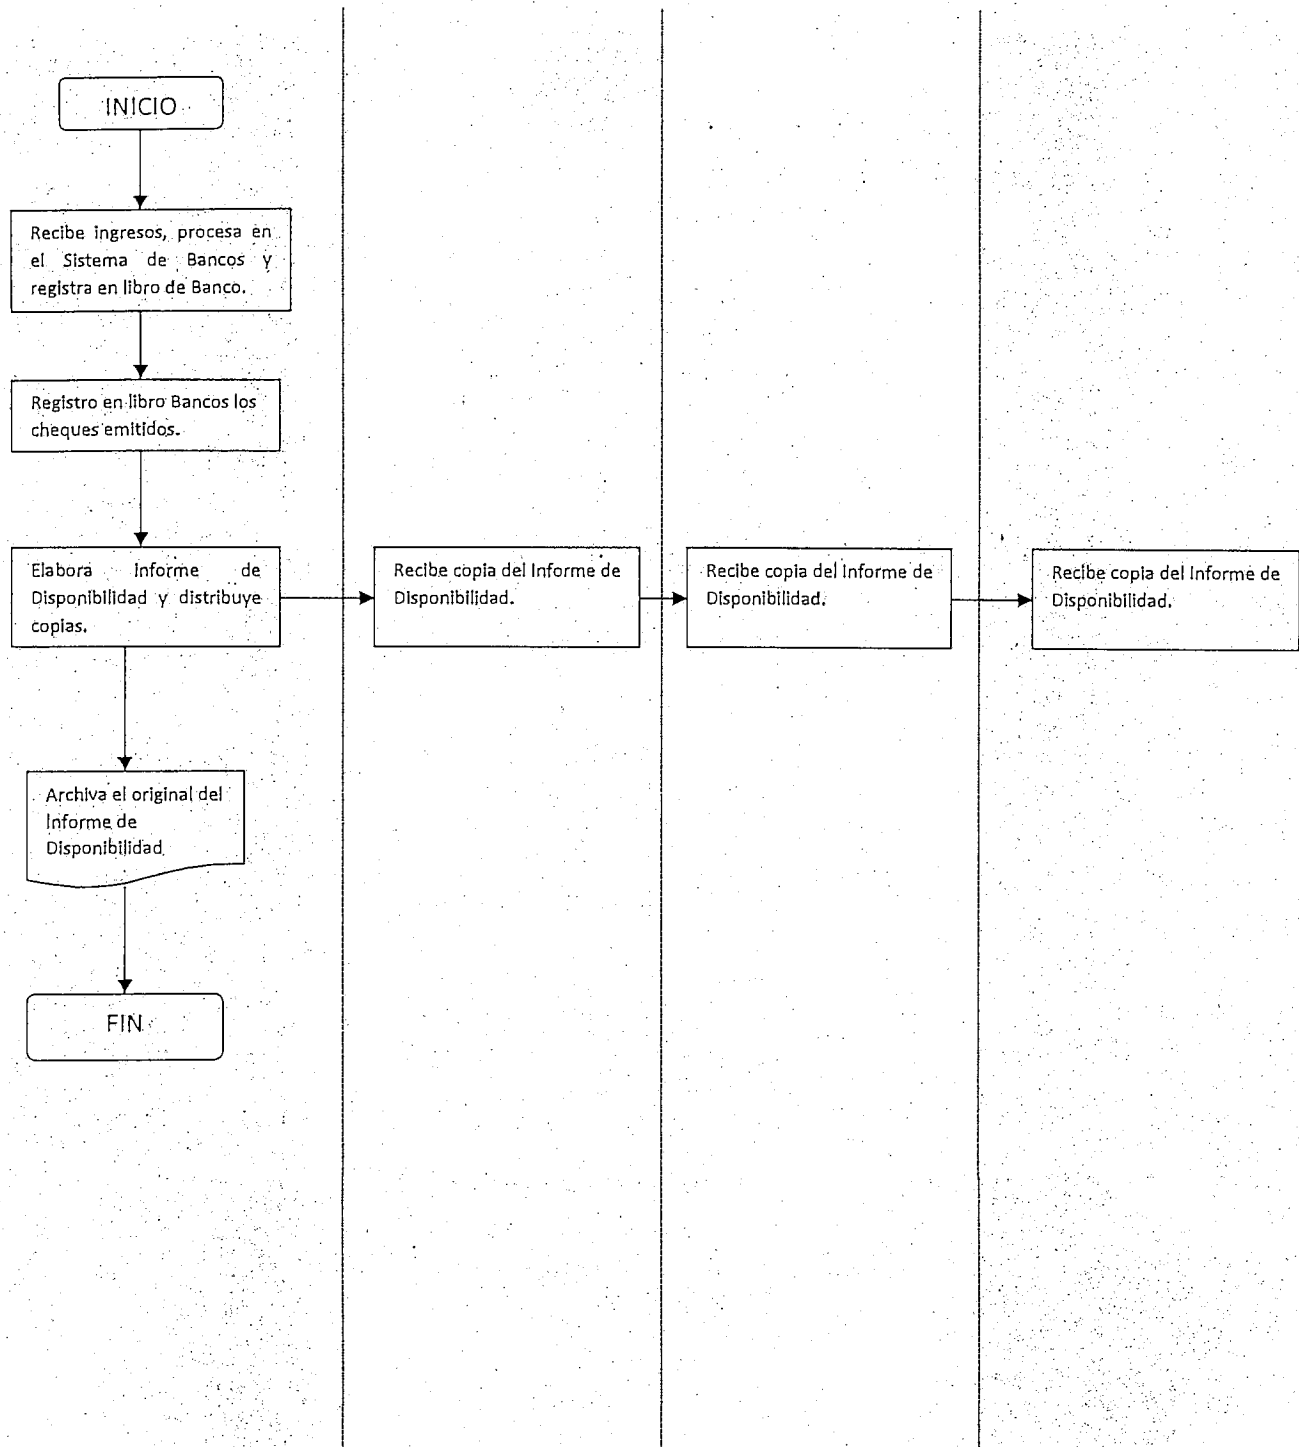 INICIO
Recibe ingresos, procesa en
el Sistema de Bancos y
registra en libro de Banco.
Registro en libro Bancos los
cheques emitidos.
Elabora Informe de
Disponibilidad y distribuye
copias.
Recibe copia del Informe de
Disponibilidad.
Recibe copia del Informe de
Disponibilidad.
Recibe copia del Informe de
Disponibilidad.
Archiva el original del
Informe de
Disponibilidad
FIN